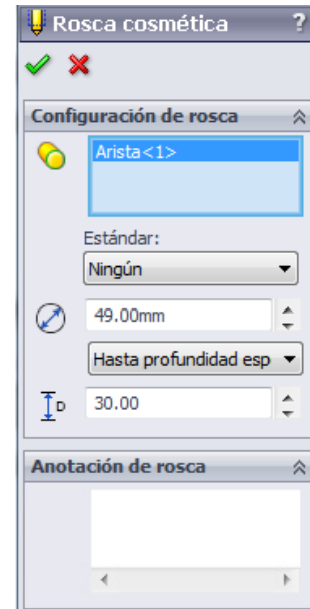 Rosca cosmética ?
Configuración de rosca
Arista<1>
Estándar:
Ningún
49.00mm
Hasta profundidad esp
D 30.00
Anotación de rosca